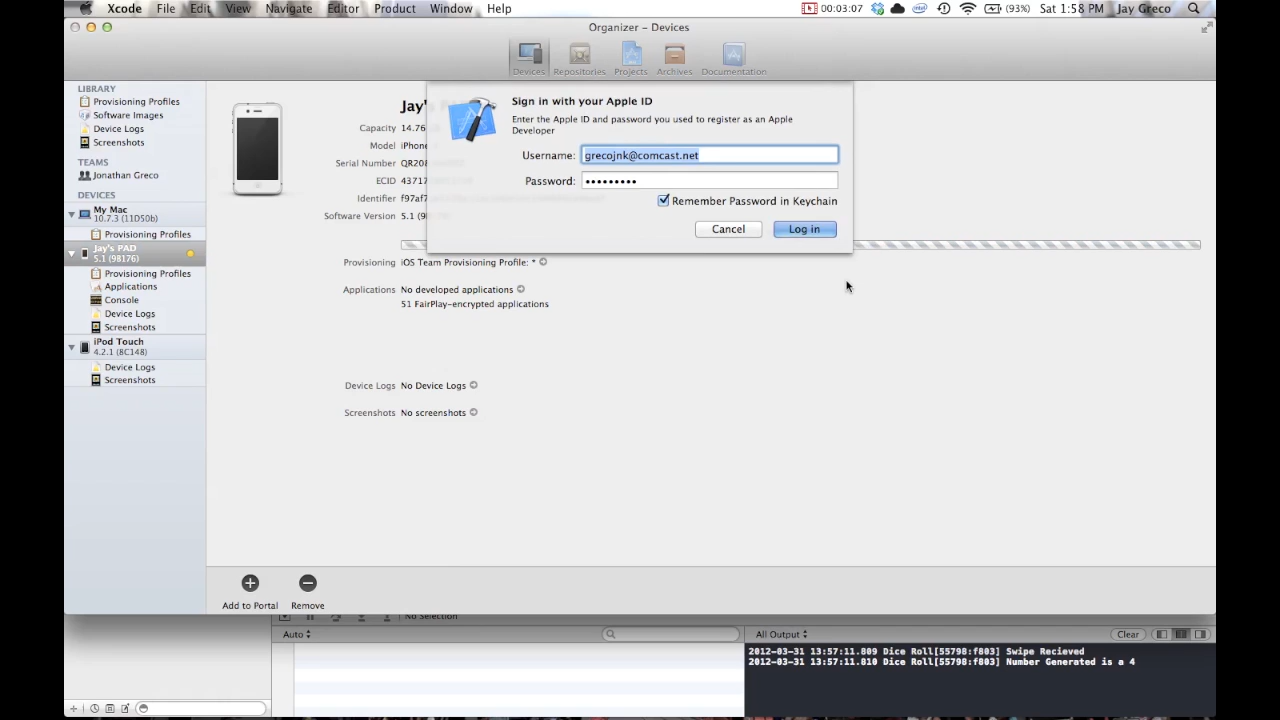 Xcode File Edit View Navigate Editor Product Window Help 00:03:07 (93%) Sat 1:58 PM Jay Greco
Organizer – Devices
Devices Repositories Projects Archives Documentation
LIBRARY
Provisioning Profiles
Software Images
Device Logs
Screenshots
TEAMS
Jonathan Greco
DEVICES
My Mac
10.7.3 (11D50b)
Provisioning Profiles
Jay's PAD
5.1 (9B176)
Provisioning Profiles
Applications
Console
Device Logs
Screenshots
iPod Touch
4.2.1 (8C148)
Device Logs
Screenshots
Jay's
Capacity 14.76
Model iPhone
Serial Number QR20
ECID 43717
Identifier f97af7
Software Version 5.1 (9
Sign in with your Apple ID
Enter the Apple ID and password you used to register as an Apple
Developer
Username: grecojnk@comcast.net
Password: •••••••••
Remember Password in Keychain
Cancel Log in
Provisioning iOS Team Provisioning Profile: *
Applications No developed applications
51 FairPlay-encrypted applications
Device Logs No Device Logs
Screenshots No screenshots
Add to Portal Remove
No Selection
Auto All Output Clear
2012-03-31 13:57:11.809 Dice Roll[55798:f803] Swipe Recieved
2012-03-31 13:57:11.810 Dice Roll[55798:f803] Number Generated is a 4